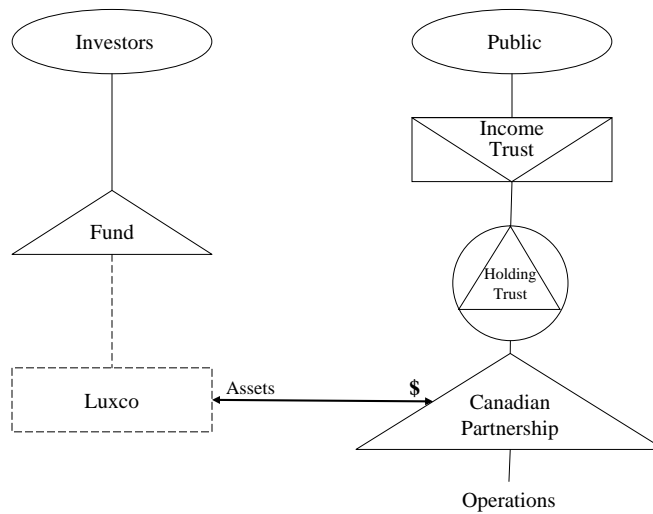 Investors
Public
Income
Trust
Fund
Holding
Trust
Luxco
Assets
$
Canadian
Partnership
Operations